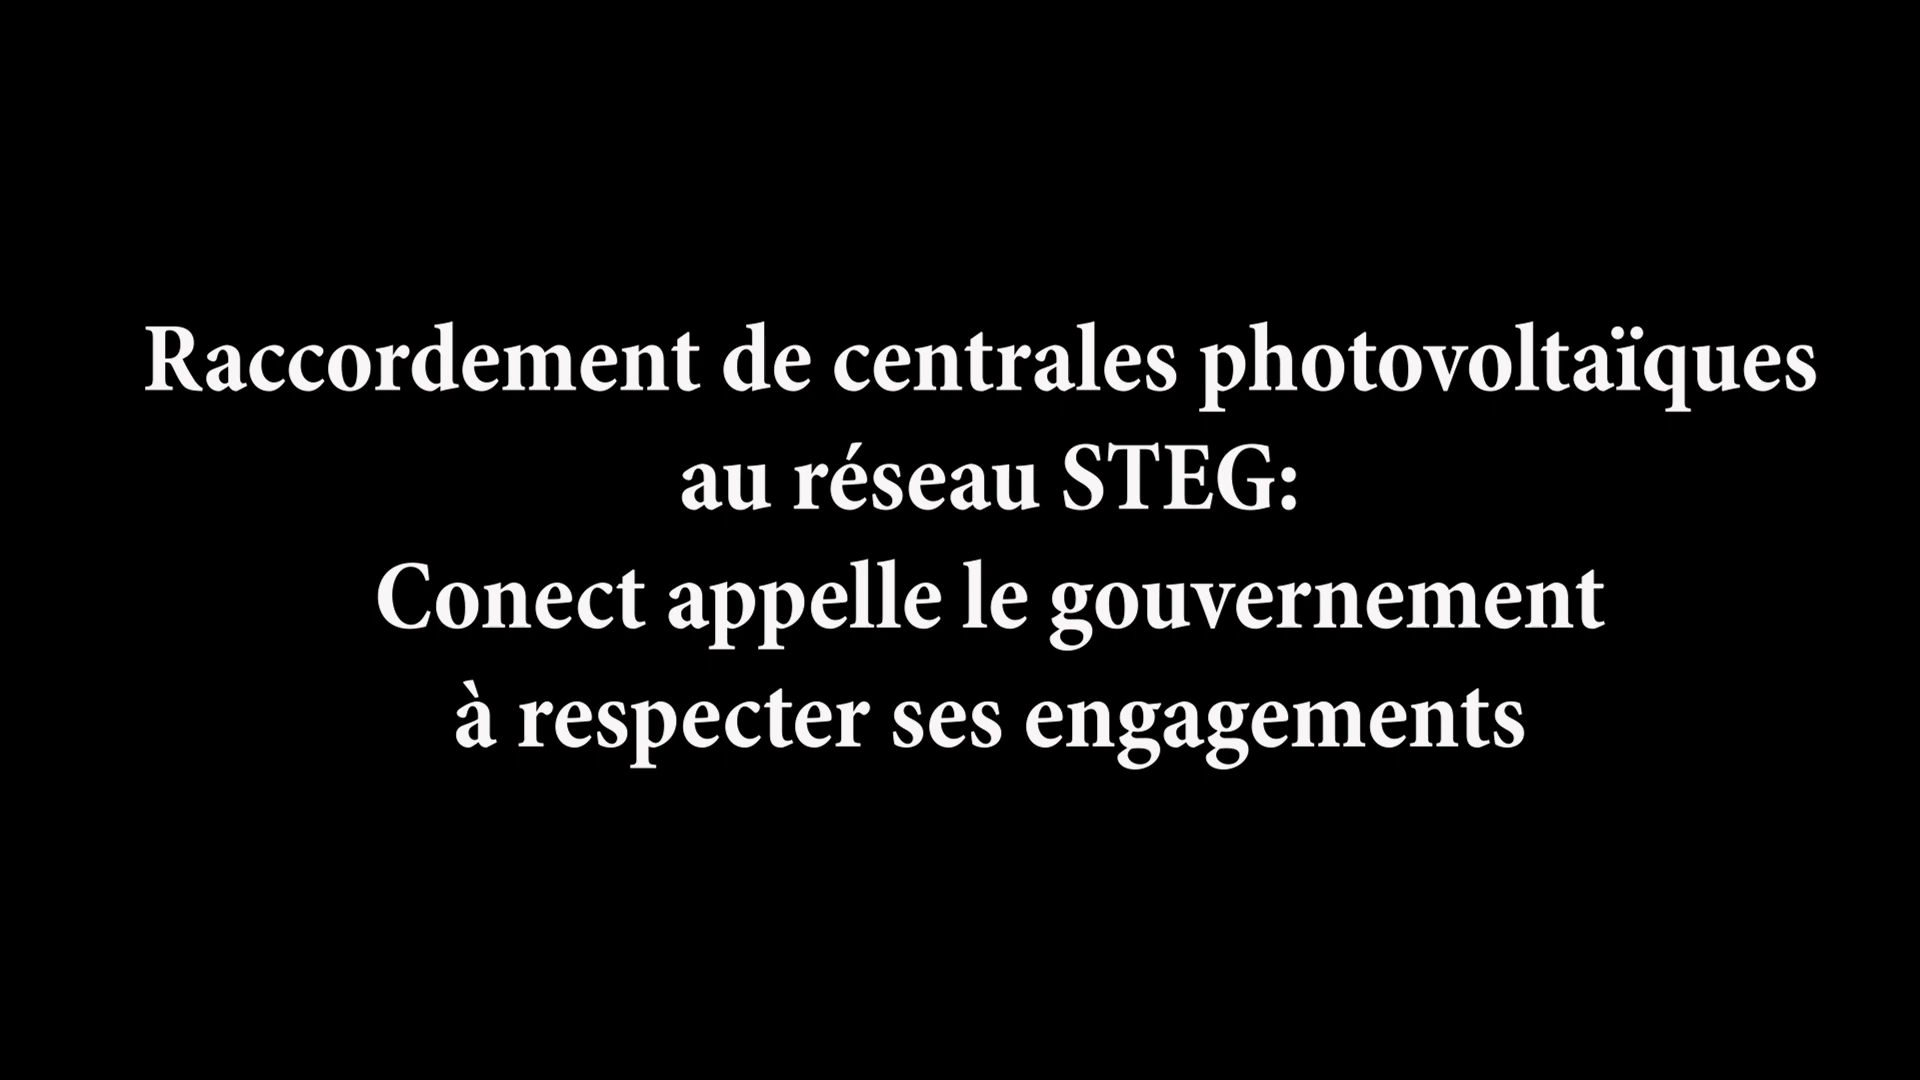 Raccordement de centrales photovoltaïques
au réseau STEG:
Conect appelle le gouvernement
à respecter ses engagements